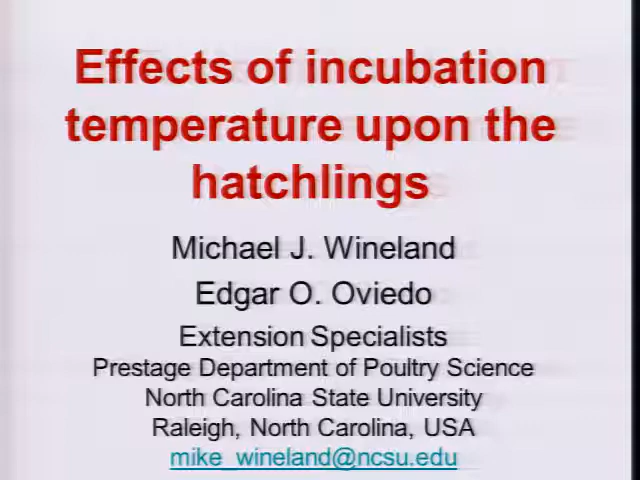 Effects of incubation
temperature upon the
hatchlings
Michael J. Wineland
Edgar O. Oviedo
Extension Specialists
Prestage Department of Poultry Science
North Carolina State University
Raleigh, North Carolina, USA
mike_wineland@ncsu.edu